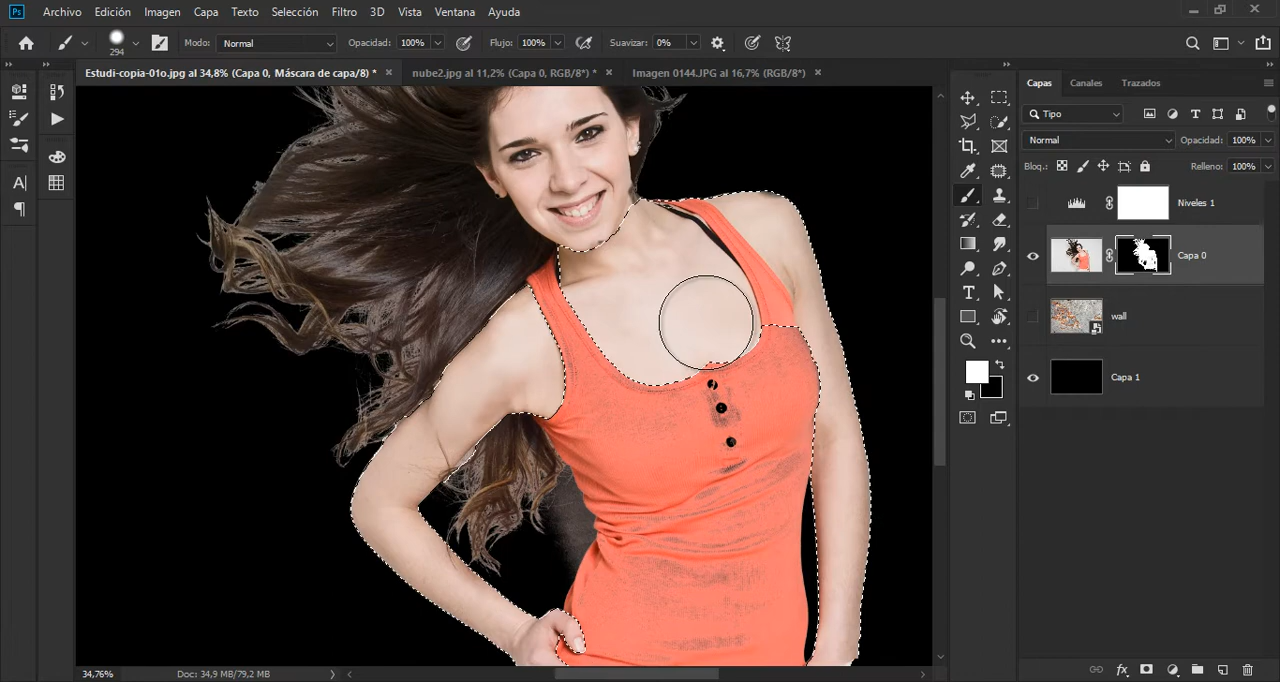 Ps Archivo Edición Imagen Capa Texto Selección Filtro 3D Vista Ventana Ayuda
294 Modo: Normal Opacidad: 100% Flujo: 100% Suavizar: 0%
Estudi-copia-01o.jpg al 34,8% (Capa 0, Máscara de capa/8) * × nube2.jpg al 11,2% (Capa 0, RGB/8*) * × Imagen 0144.JPG al 16,7% (RGB/8*) ×
Capas Canales Trazados
Tipo
Normal Opacidad: 100%
Bloq.: Relleno: 100%
Niveles 1
Capa 0
wall
Capa 1
34,76% Doc: 34,9 MB/79,2 MB